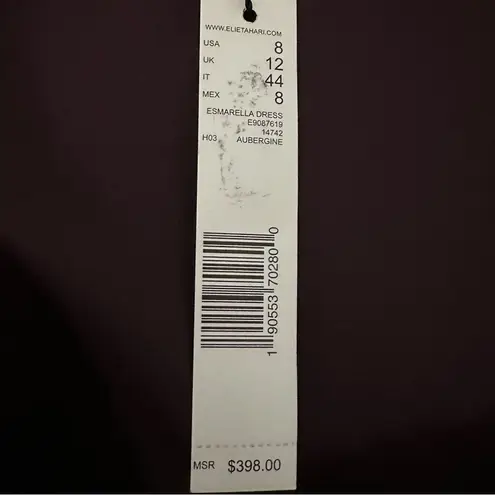 WWW.ELIETAHARI.COM
USA 8
UK 12
IT 44
MEX 8
ESMARELLA DRESS
E9087619
14742
H03 AUBERGINE
1 90553 70280 0
MSR $398.00